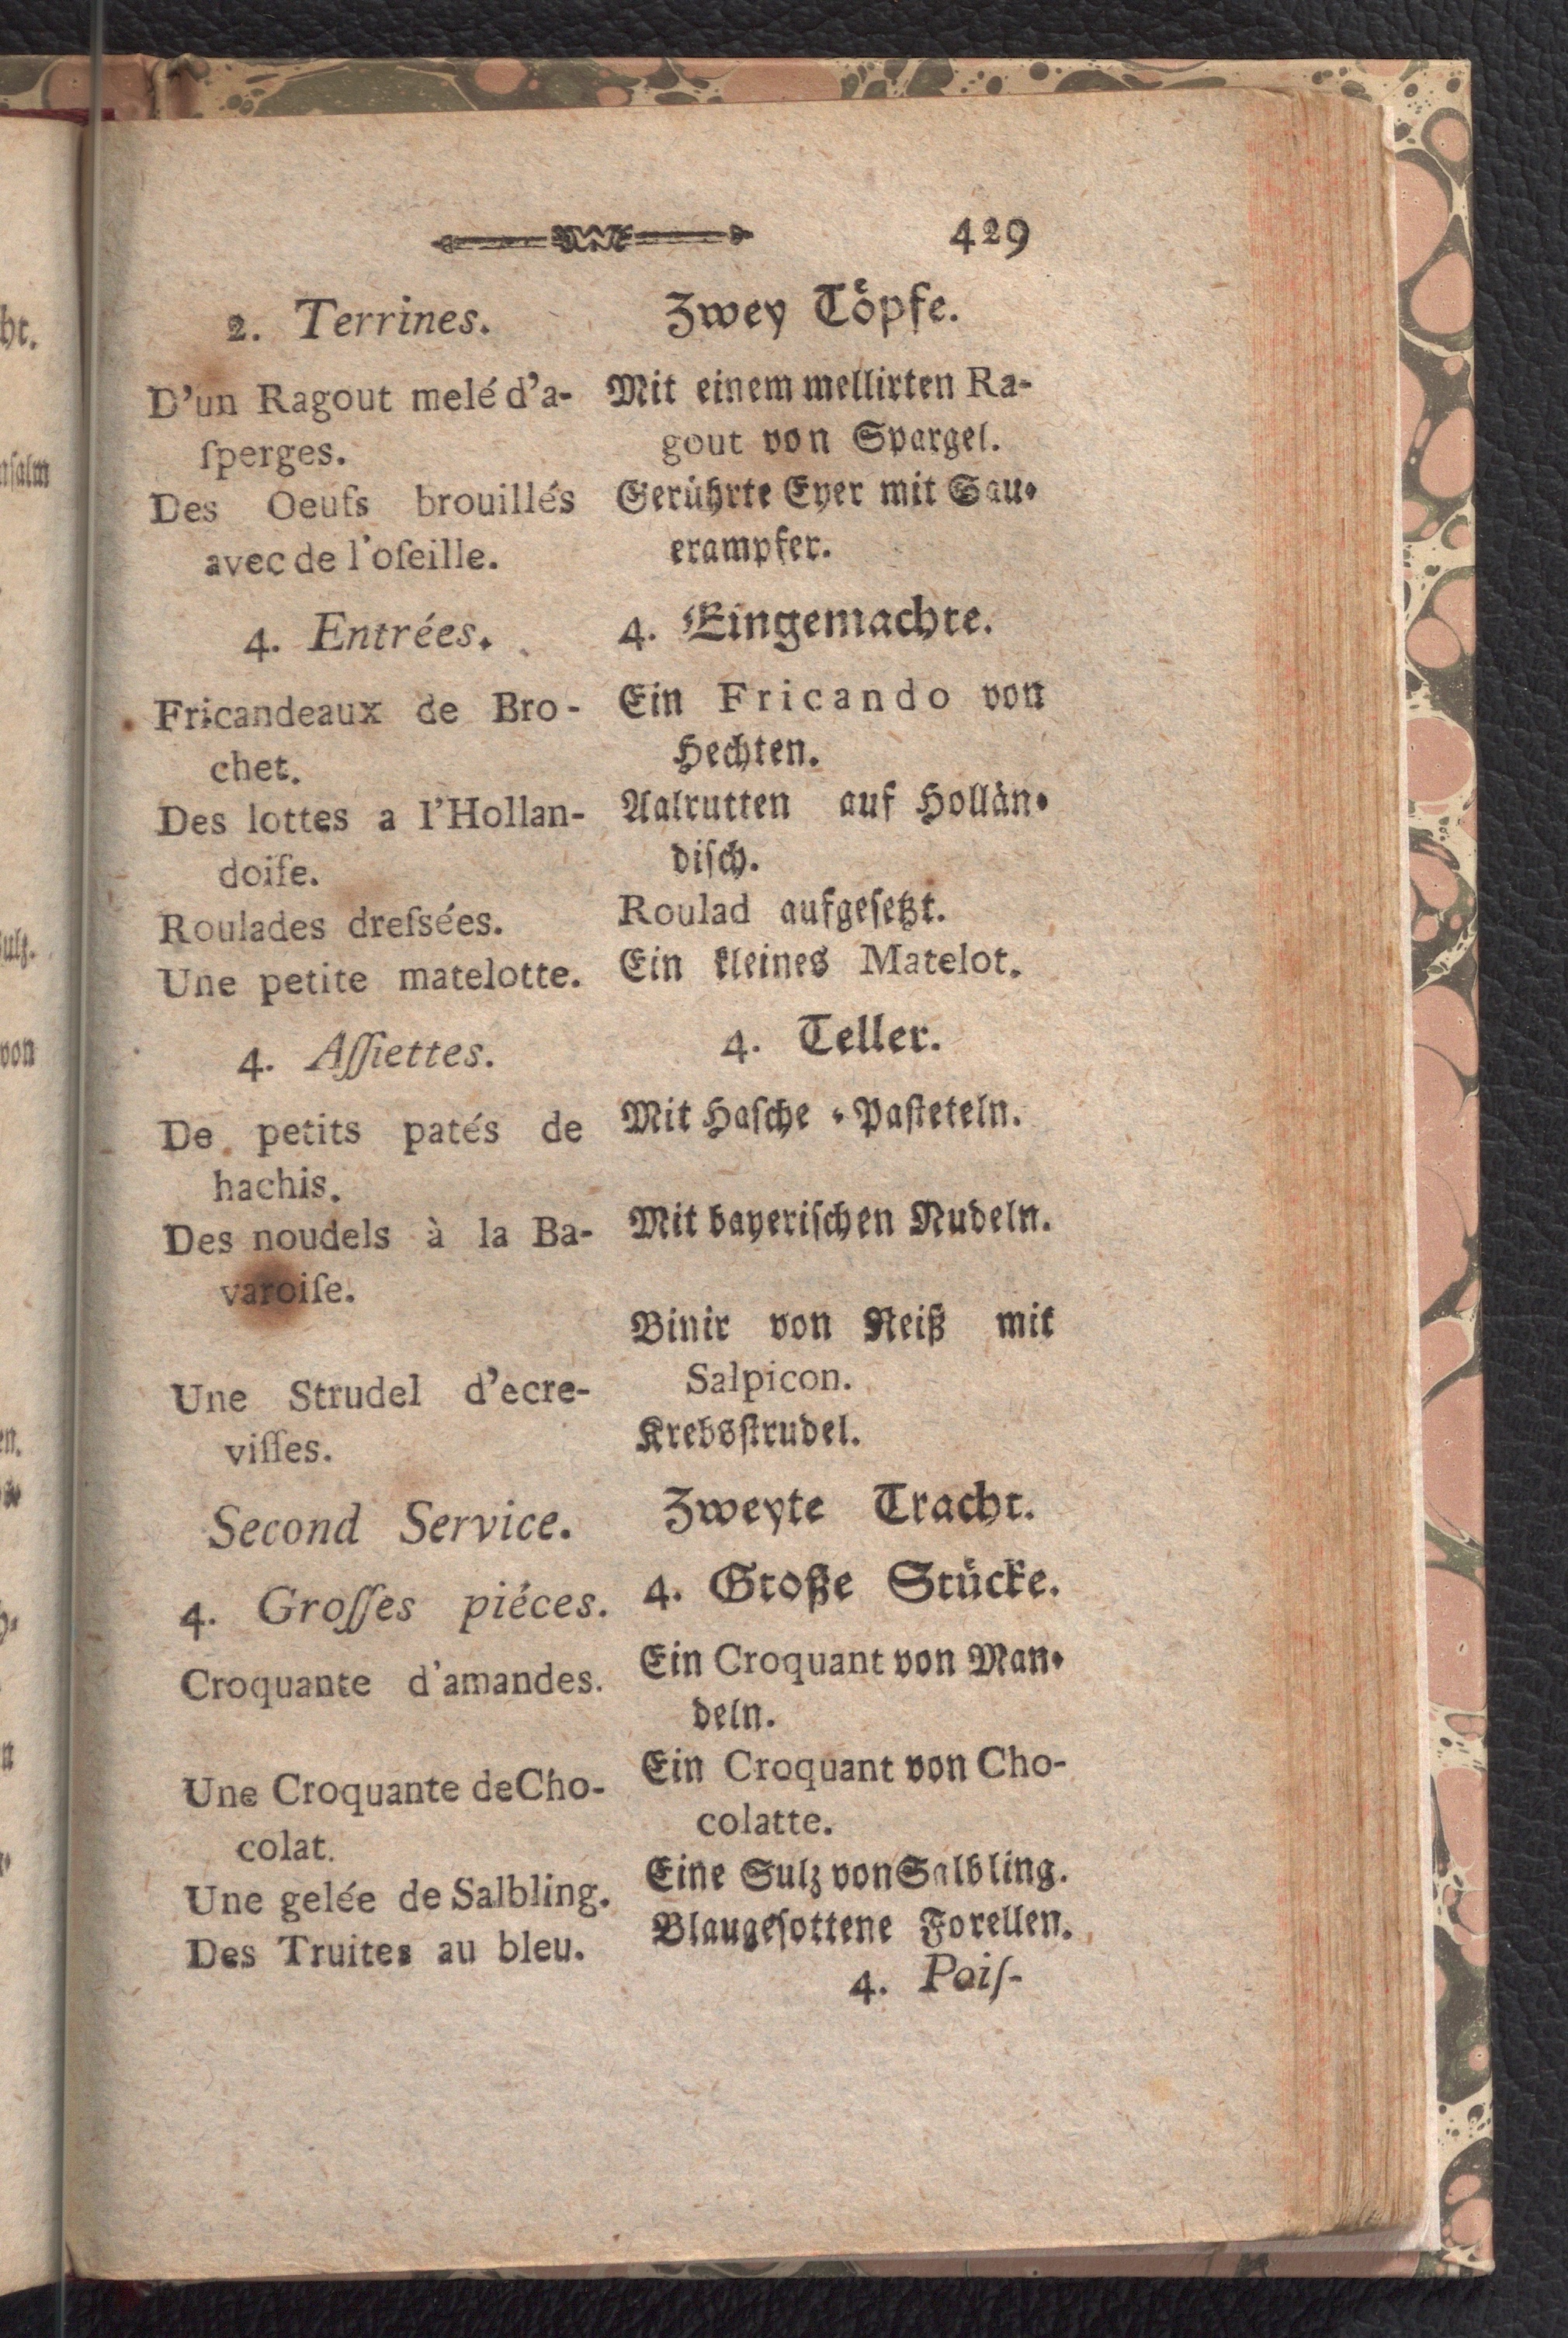 429
2. Terrines.
D'un Ragout melé d'a-
ſperges.
Des Oeufs brouillés
avec de l'oſeille.
4. Entrées.
Fricandeaux de Bro-
chet.
Des lottes a l'Hollan-
doiſe.
Roulades dreſsées.
Une petite matelotte.
4. Aſſiettes.
De petits patés de
hachis.
Des noudels à la Ba-
varoiſe.
Une Strudel d'ecre-
viſſes.
Second Service.
4. Groſſes piéces.
Croquante d'amandes.
Une Croquante de Cho-
colat.
Une gelée de Salbling.
Des Truites au bleu.
Zwey Töpfe.
Mit einem mellirten Ra-
gout von Spargel.
Gerührte Eyer mit Sau-
erampfer.
4. Eingemachte.
Ein Fricando von
Hechten.
Aalrutten auf Hollän-
diſch.
Roulad aufgeſetzt.
Ein kleines Matelot.
4. Teller.
Mit Haſche-Paſteteln.
Mit bayeriſchen Nudeln.
Binir von Reiß mit
Salpicon.
Krebsſtrudel.
Zweyte Tracht.
4. Große Stücke.
Ein Croquant von Man-
deln.
Ein Croquant von Cho-
colatte.
Eine Sulz von Salbling.
Blaugeſottene Forellen.
4. Poiſ-